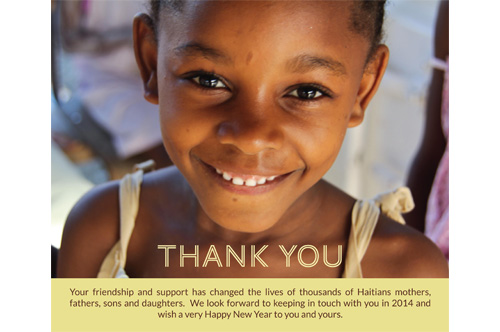 THANK YOU
Your friendship and support has changed the lives of thousands of Haitians mothers,
fathers, sons and daughters. We look forward to keeping in touch with you in 2014 and
wish a very Happy New Year to you and yours.